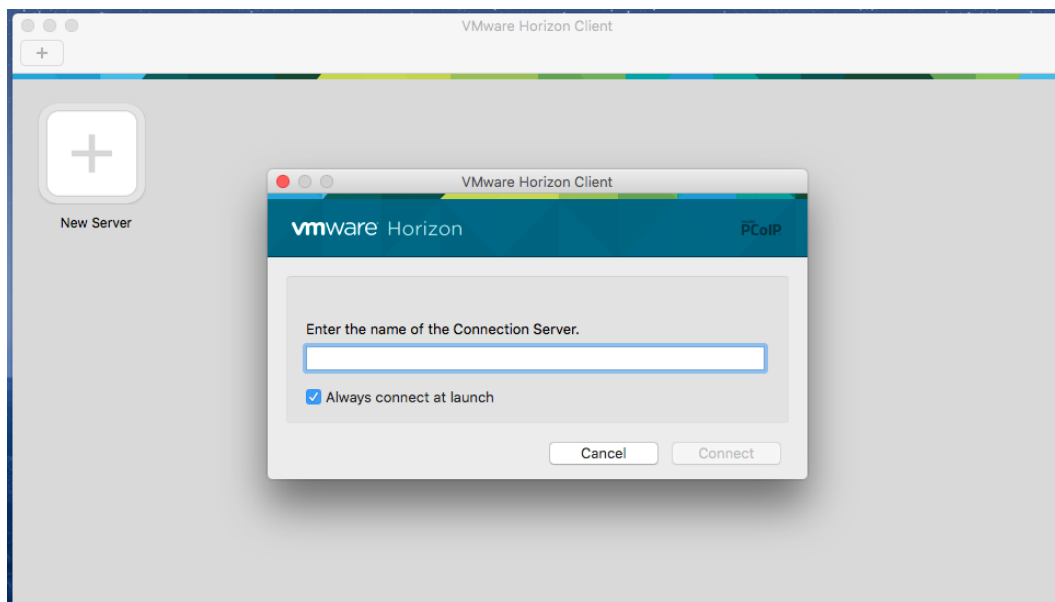 VMware Horizon Client
New Server
VMware Horizon Client
vmware Horizon
PCoIP
Enter the name of the Connection Server.
Always connect at launch
Cancel
Connect